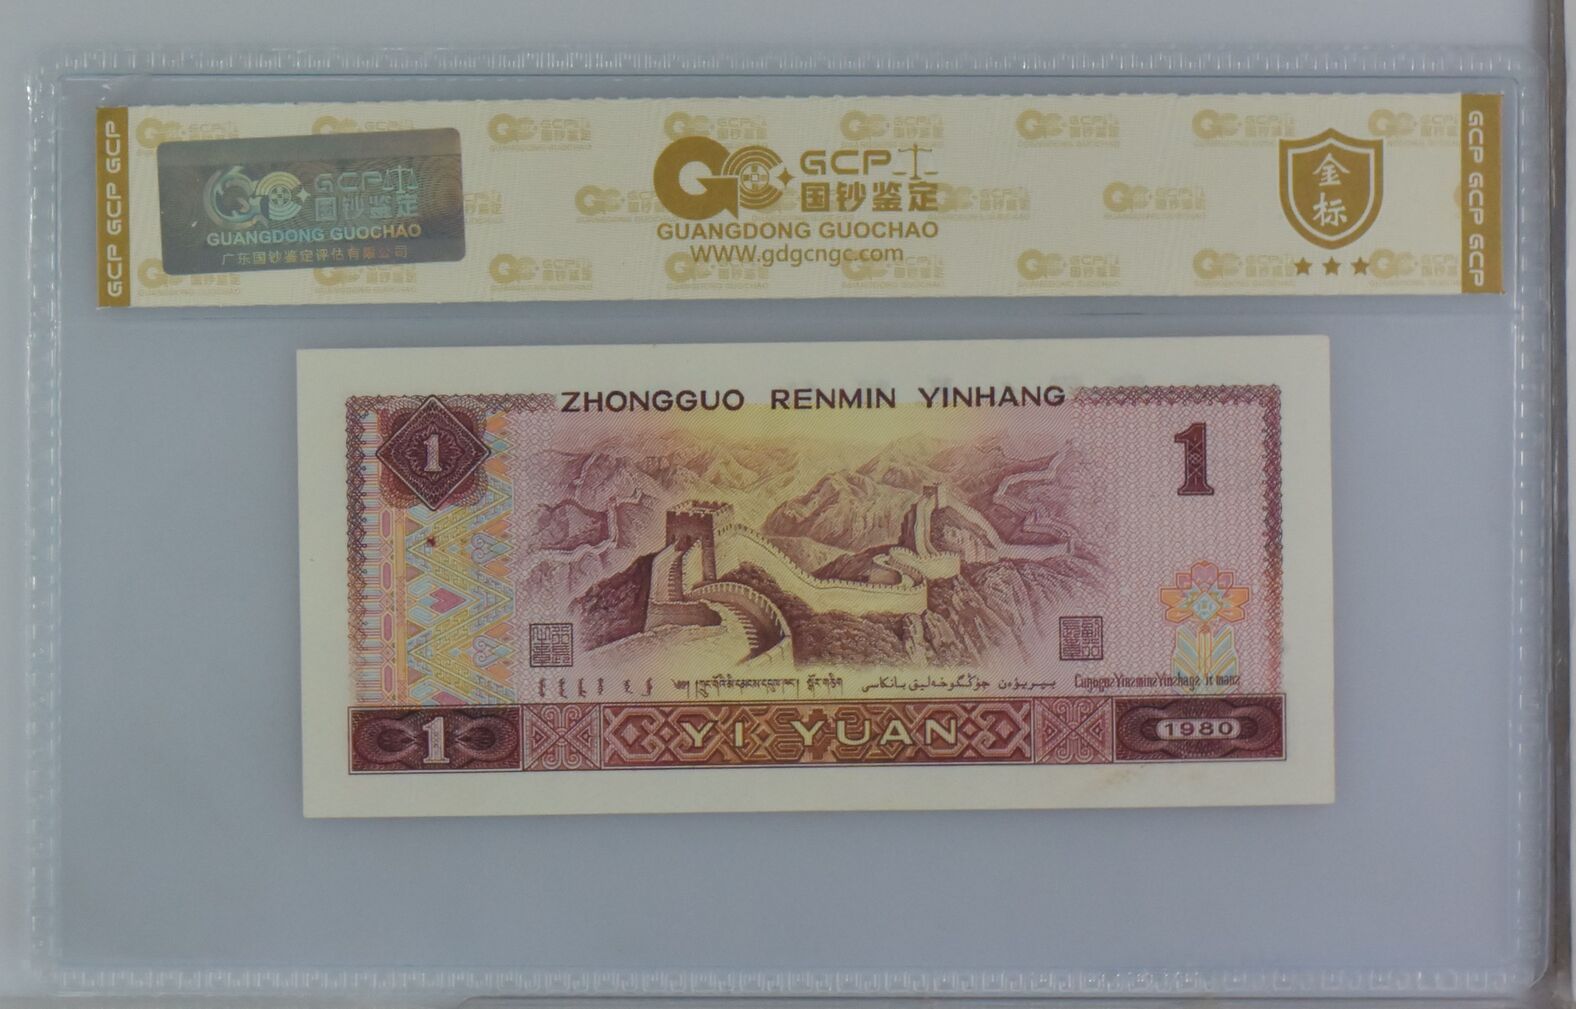 GCP GCP GCP
GCP
国钞鉴定
GUANGDONG GUOCHAO
广东国钞鉴定评估有限公司
GCP
国钞鉴定
GUANGDONG GUOCHAO
WWW.gdgcngc.com
金标
GCP GCP GCP
ZHONGGUO RENMIN YINHANG
1
1
1
YI YUAN
1980